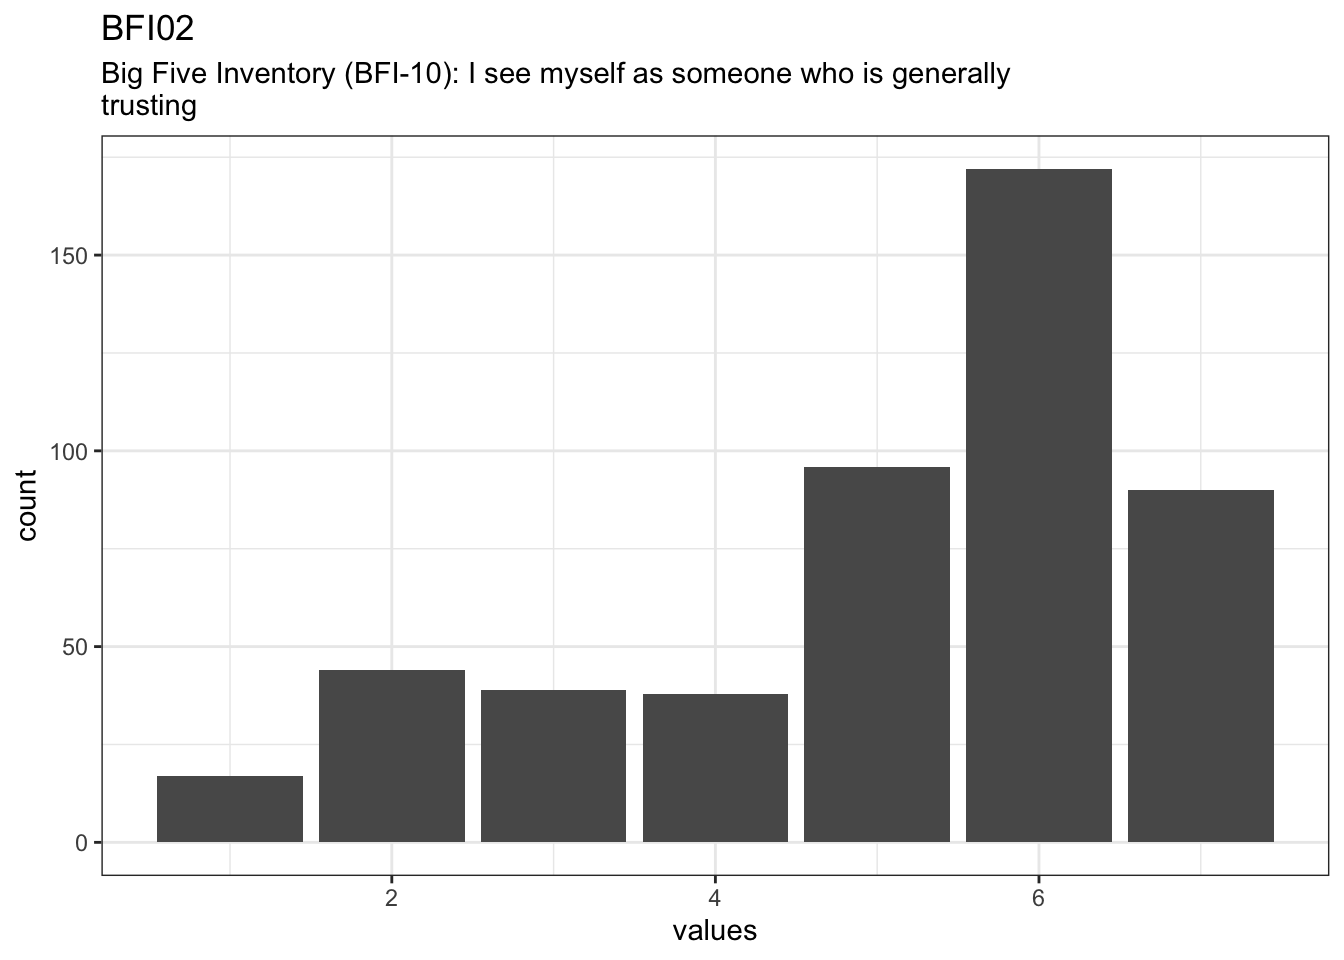 BFI02
Big Five Inventory (BFI-10): I see myself as someone who is generally
trusting
150
100
50
0
count
2 4 6
values